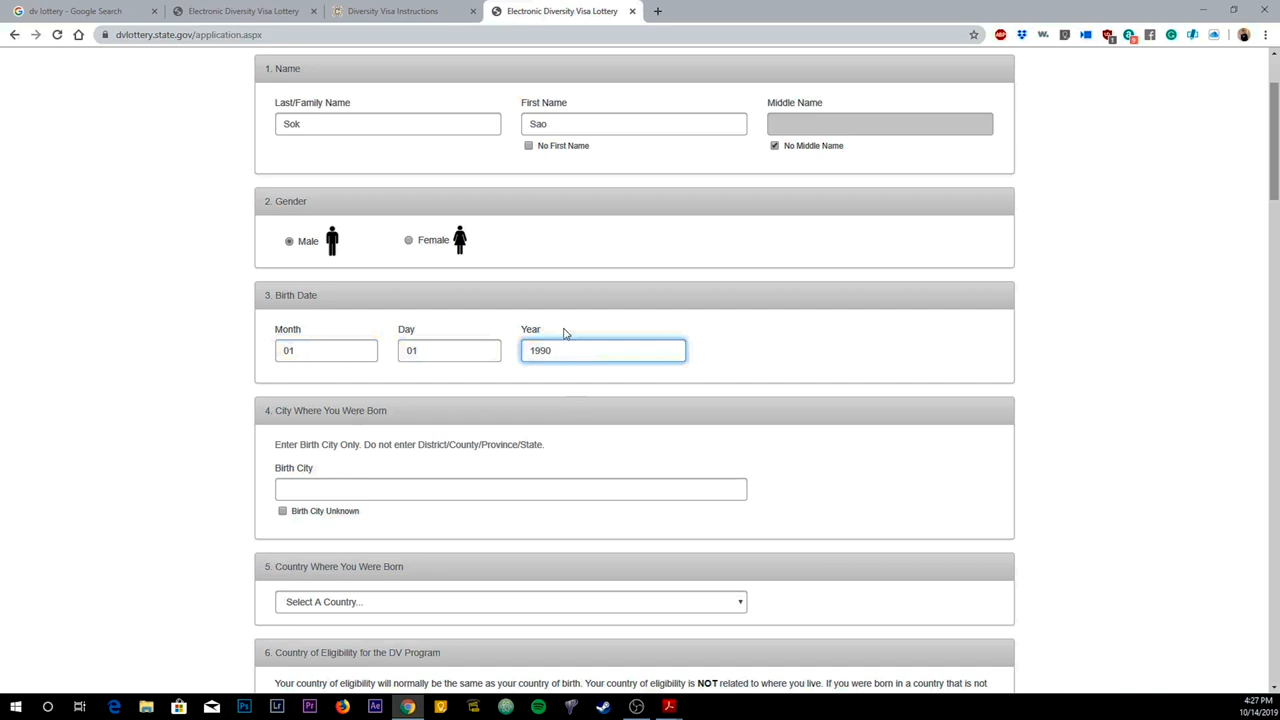 dv lottery - Google Search
Electronic Diversity Visa Lottery
Diversity Visa Instructions
Electronic Diversity Visa Lottery
dvlottery.state.gov/application.aspx
1. Name
Last/Family Name
First Name
Middle Name
Sok
Sao
No First Name
No Middle Name
2. Gender
Male
Female
3. Birth Date
Month
Day
Year
01
01
1990
4. City Where You Were Born
Enter Birth City Only. Do not enter District/County/Province/State.
Birth City
Birth City Unknown
5. Country Where You Were Born
Select A Country...
6. Country of Eligibility for the DV Program
Your country of eligibility will normally be the same as your country of birth. Your country of eligibility is NOT related to where you live. If you were born in a country that is not
4:27 PM
10/14/2019